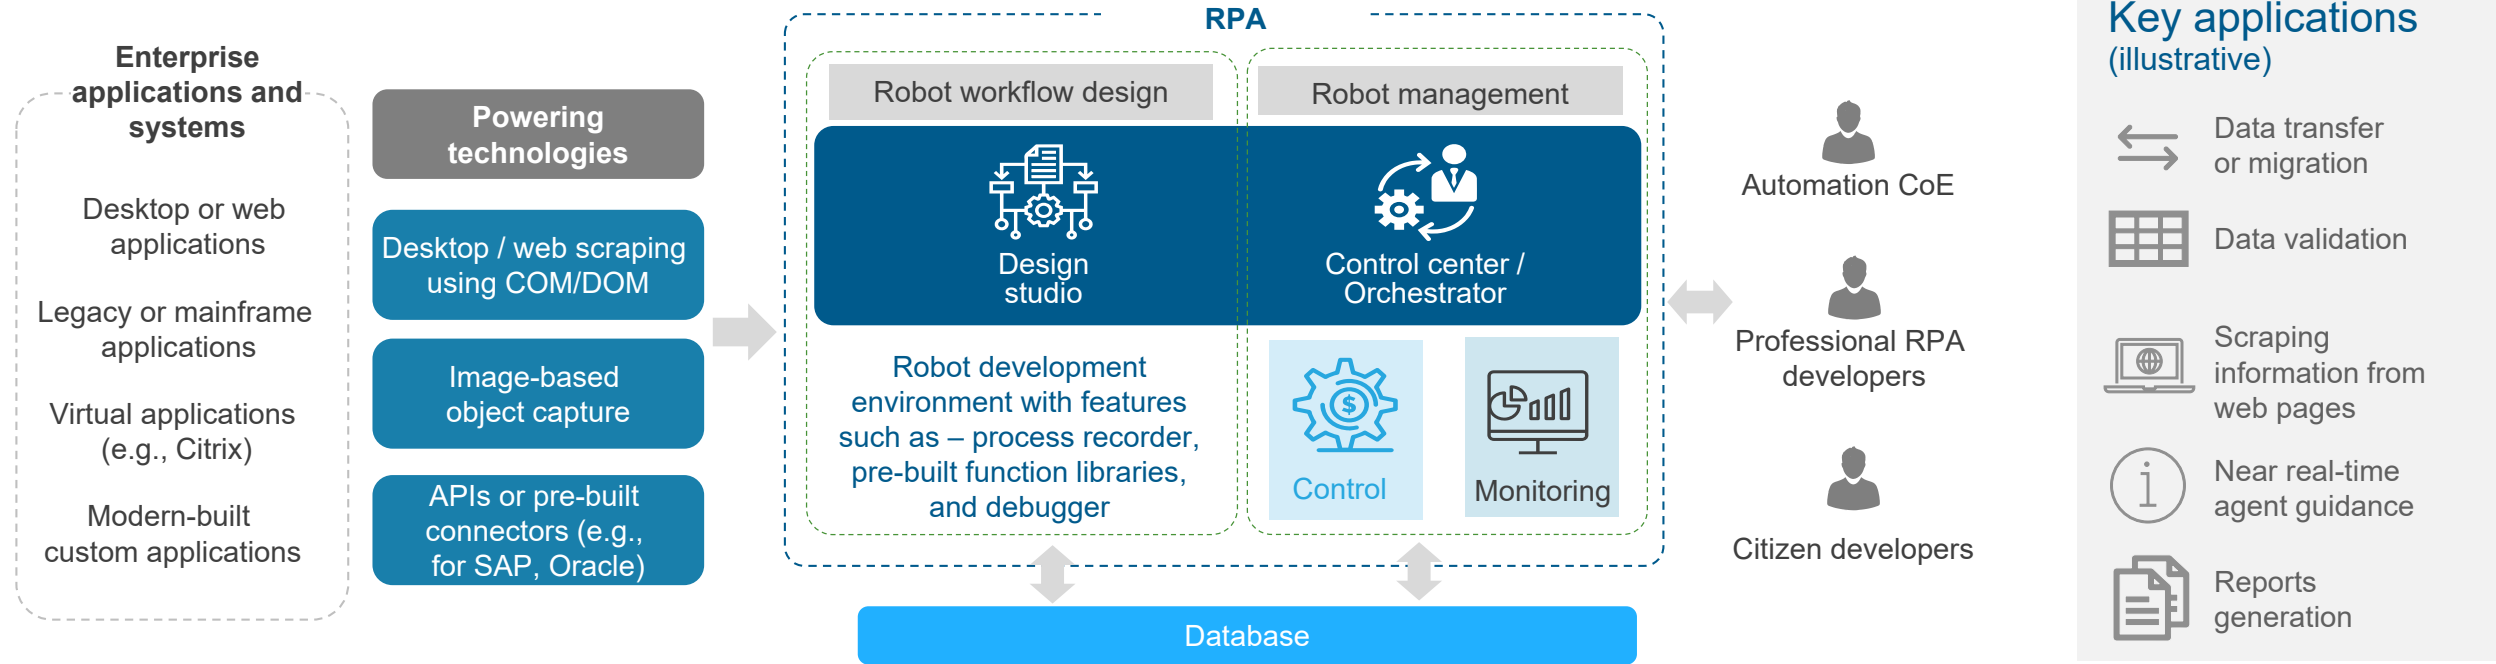 Enterprise
applications and
systems
Desktop or web
applications
Legacy or mainframe
applications
Virtual applications
(e.g., Citrix)
Modern-built
custom applications
Powering
technologies
Desktop / web scraping
using COM/DOM
Image-based
object capture
APIs or pre-built
connectors (e.g.,
for SAP, Oracle)
RPA
Robot workflow design
Design
studio
Robot development
environment with features
such as – process recorder,
pre-built function libraries,
and debugger
Robot management
Control center /
Orchestrator
$
Control
Monitoring
Database
Automation CoE
Professional RPA
developers
Citizen developers
Key applications
(illustrative)
Data transfer
or migration
Data validation
Scraping
information from
web pages
i
Near real-time
agent guidance
Reports
generation